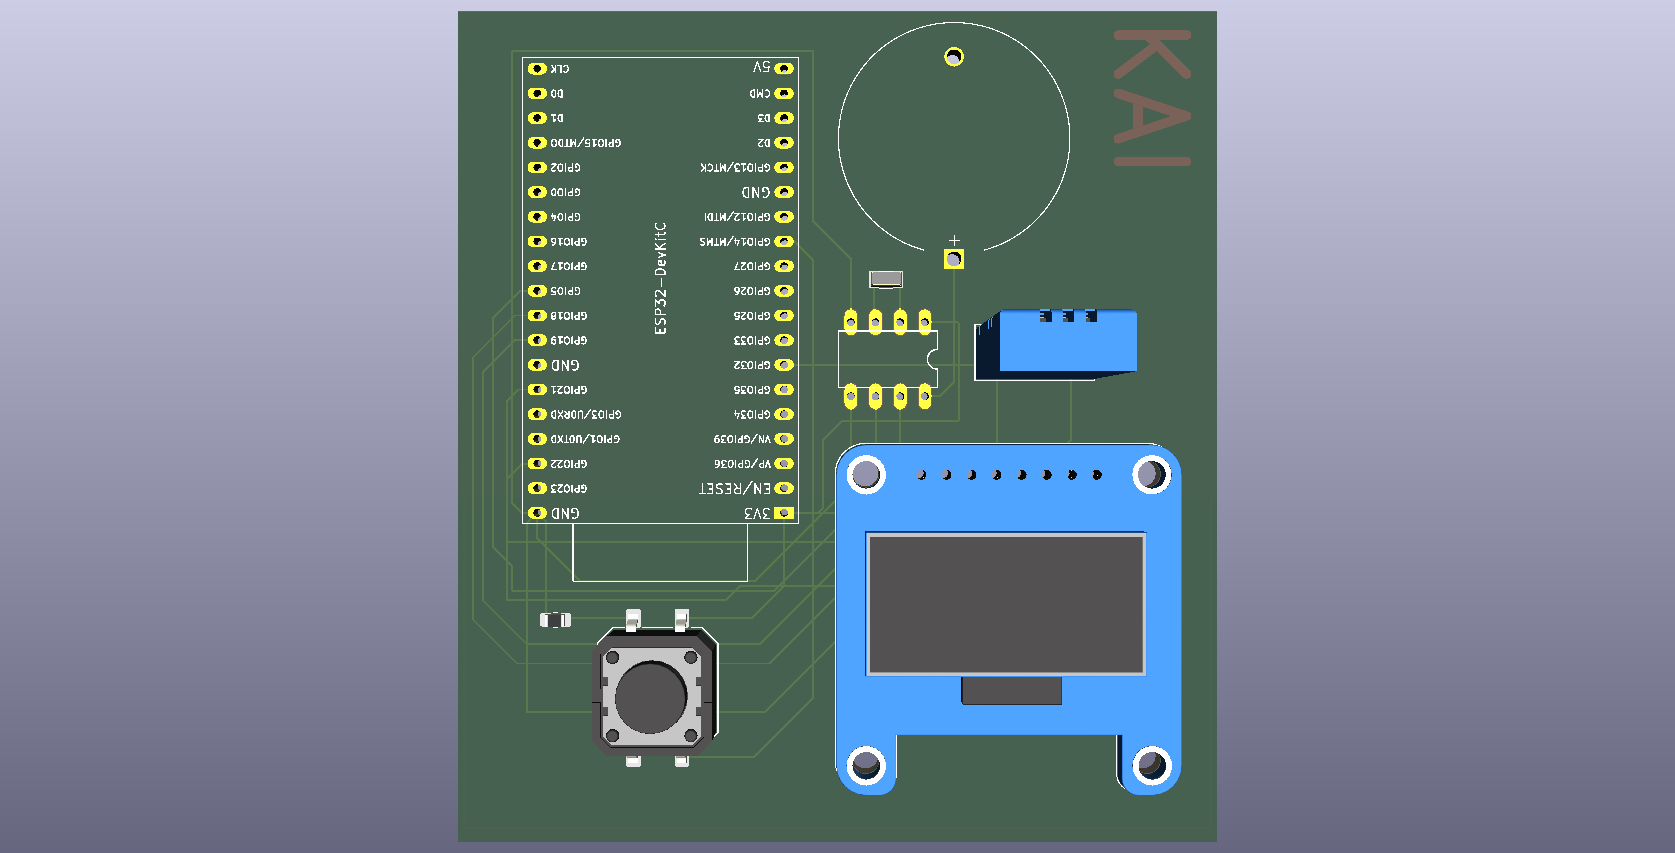 CLK
D0
D1
GPIO15/MTDO
GPIO2
GPIO0
GPIO4
GPIO16
GPIO17
GPIO5
GPIO18
GPIO19
GND
GPIO21
GPIO3/U0RXD
GPIO1/U0TXD
GPIO22
GPIO23
GND
ESP32-DevKitC
5V
CMD
D3
D2
GPIO13/MTCK
GND
GPIO12/MTDI
GPIO14/MTMS
GPIO27
GPIO26
GPIO25
GPIO33
GPIO32
GPIO35
GPIO34
VN/GPIO39
VP/GPIO36
EN/RESET
3V3
+
KAI